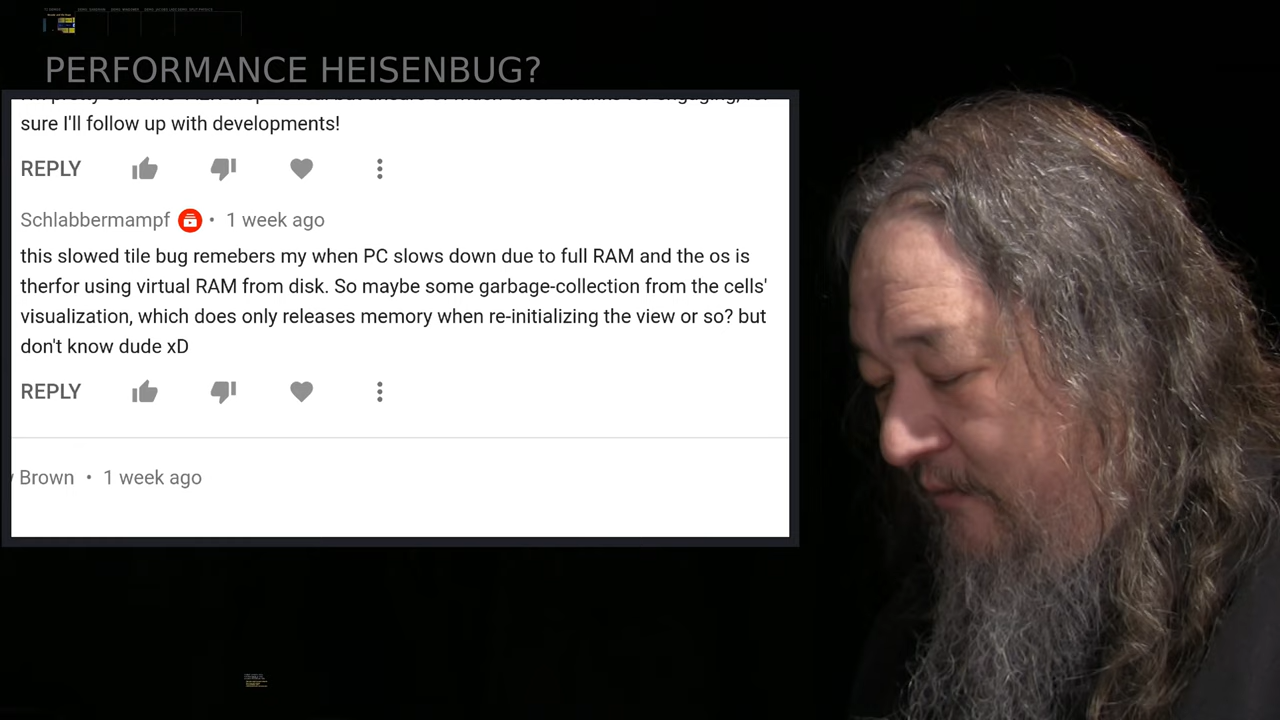 PERFORMANCE HEISENBUG?
sure I'll follow up with developments!
REPLY
Schlabbermampf • 1 week ago
this slowed tile bug remebers my when PC slows down due to full RAM and the os is
therfor using virtual RAM from disk. So maybe some garbage-collection from the cells'
visualization, which does only releases memory when re-initializing the view or so? but
don't know dude xD
REPLY
Brown • 1 week ago